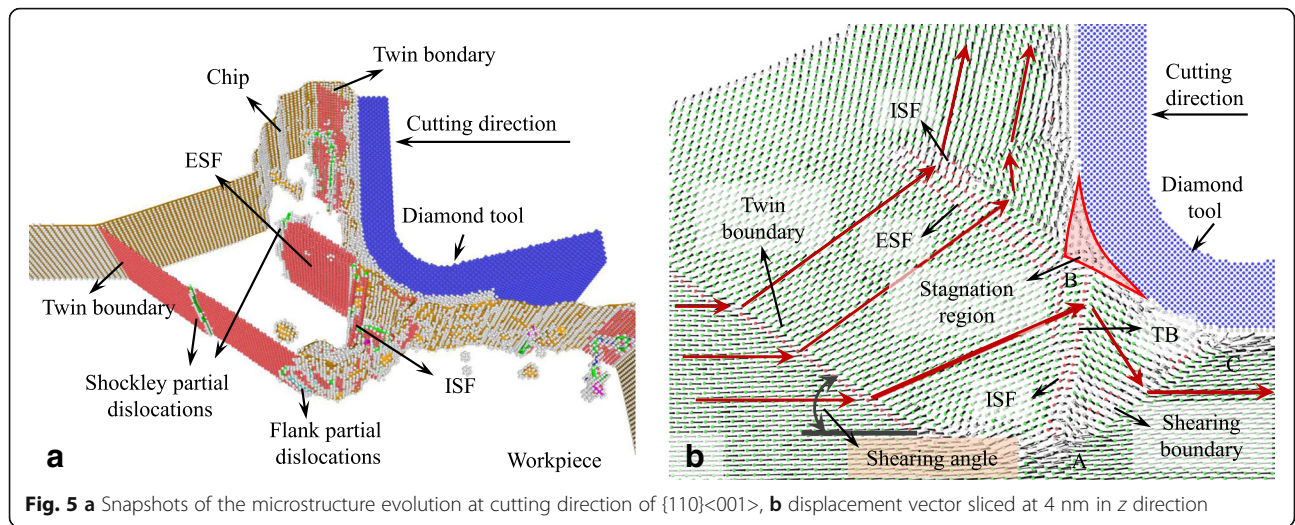 Twin bondary
Chip
Cutting direction
ESF
Diamond tool
Twin boundary
Shockley partial
dislocations
ISF
Flank partial
dislocations
Workpiece
a
ISF
Cutting
direction
Twin
boundary
Diamond
tool
ESF
Stagnation
region
B
TB
C
ISF
Shearing
boundary
Shearing angle
A
b
Fig. 5 a Snapshots of the microstructure evolution at cutting direction of {110}<001>, b displacement vector sliced at 4 nm in z direction